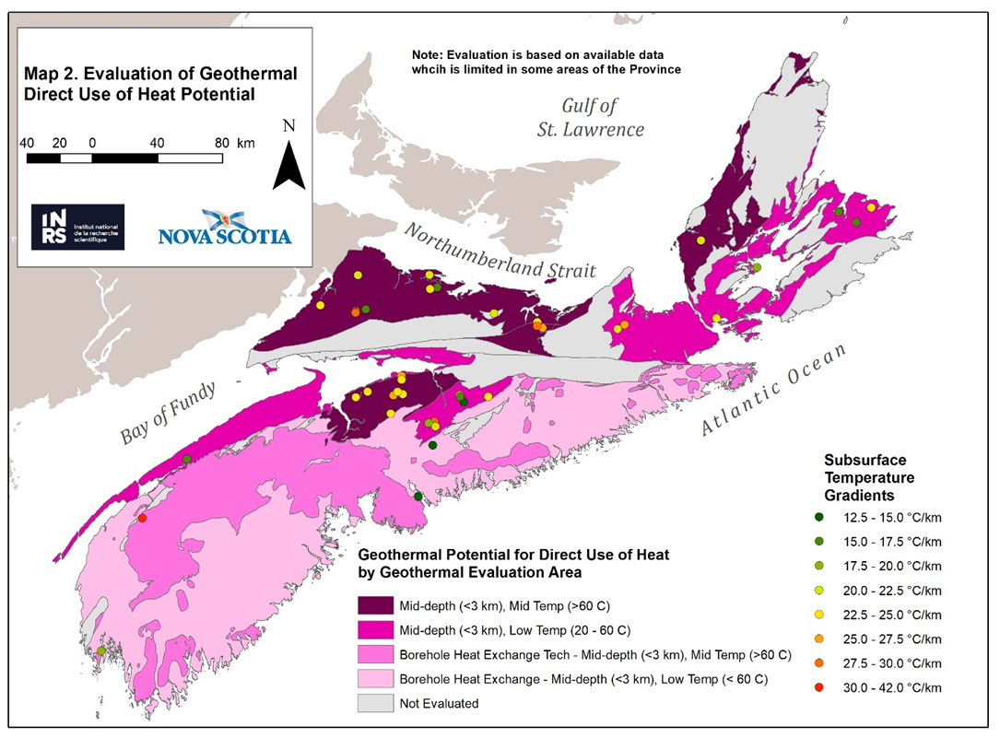 Map 2. Evaluation of Geothermal
Direct Use of Heat Potential
40 20 0 40 80 km
N
INRS
Institut national
de la recherche
scientifique
NOVA SCOTIA
Note: Evaluation is based on available data
whcih is limited in some areas of the Province
Gulf of
St. Lawrence
Northumberland Strait
Bay of Fundy
Atlantic Ocean
Subsurface
Temperature
Gradients
12.5 - 15.0 °C/km
15.0 - 17.5 °C/km
17.5 - 20.0 °C/km
20.0 - 22.5 °C/km
22.5 - 25.0 °C/km
25.0 - 27.5 °C/km
27.5 - 30.0 °C/km
30.0 - 42.0 °C/km
Geothermal Potential for Direct Use of Heat
by Geothermal Evaluation Area
Mid-depth (<3 km), Mid Temp (>60 C)
Mid-depth (<3 km), Low Temp (20 - 60 C)
Borehole Heat Exchange Tech - Mid-depth (<3 km), Mid Temp (>60 C)
Borehole Heat Exchange - Mid-depth (<3 km), Low Temp (< 60 C)
Not Evaluated